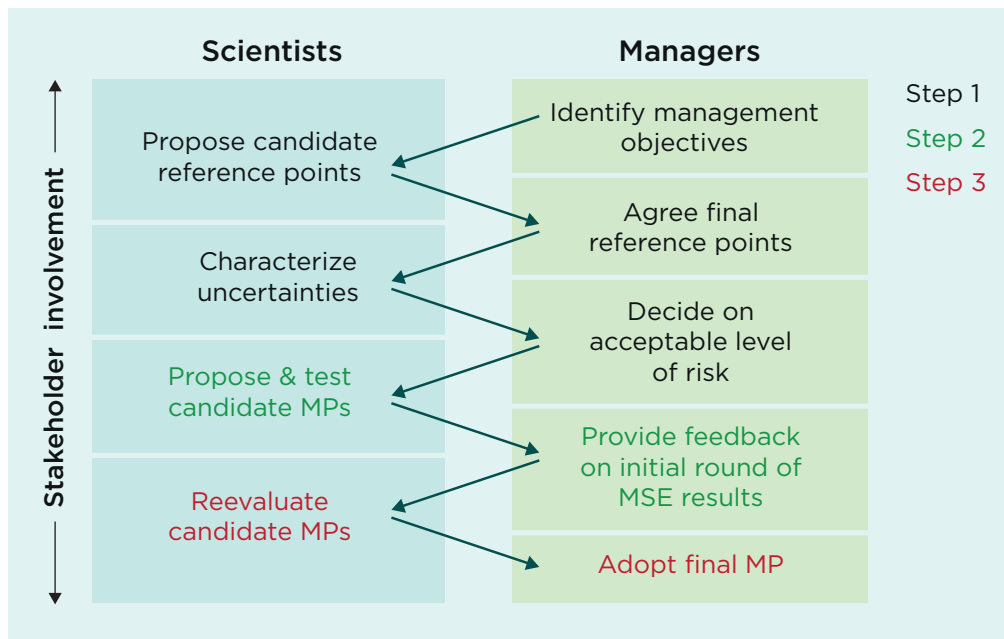 Scientists
Managers
Stakeholder involvement
Propose candidate
reference points
Characterize
uncertainties
Propose & test
candidate MPs
Reevaluate
candidate MPs
Identify management
objectives
Agree final
reference points
Decide on
acceptable level
of risk
Provide feedback
on initial round of
MSE results
Adopt final MP
Step 1
Step 2
Step 3